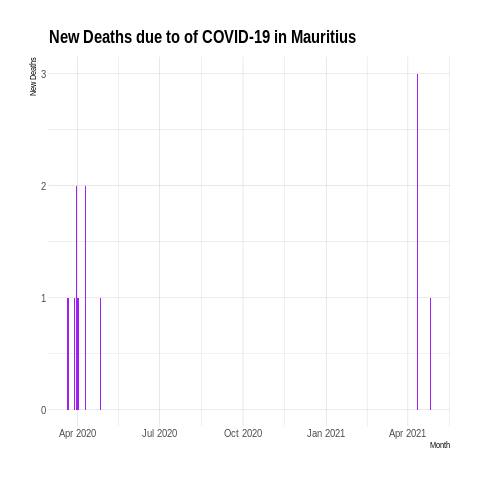 New Deaths due to of COVID-19 in Mauritius
New Deaths
3
2
1
0
Apr 2020 Jul 2020 Oct 2020 Jan 2021 Apr 2021
Month